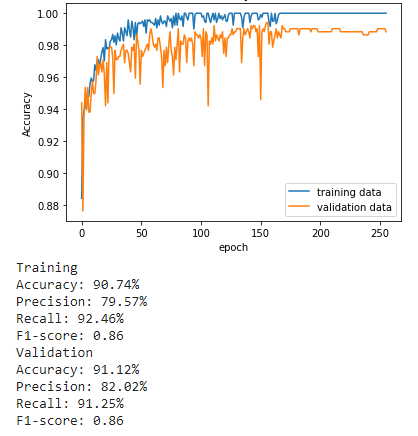 1.00
0.98
0.96
0.94
0.92
0.90
0.88
Accuracy
0 50 100 150 200 250
epoch
training data
validation data
Training
Accuracy: 90.74%
Precision: 79.57%
Recall: 92.46%
F1-score: 0.86
Validation
Accuracy: 91.12%
Precision: 82.02%
Recall: 91.25%
F1-score: 0.86